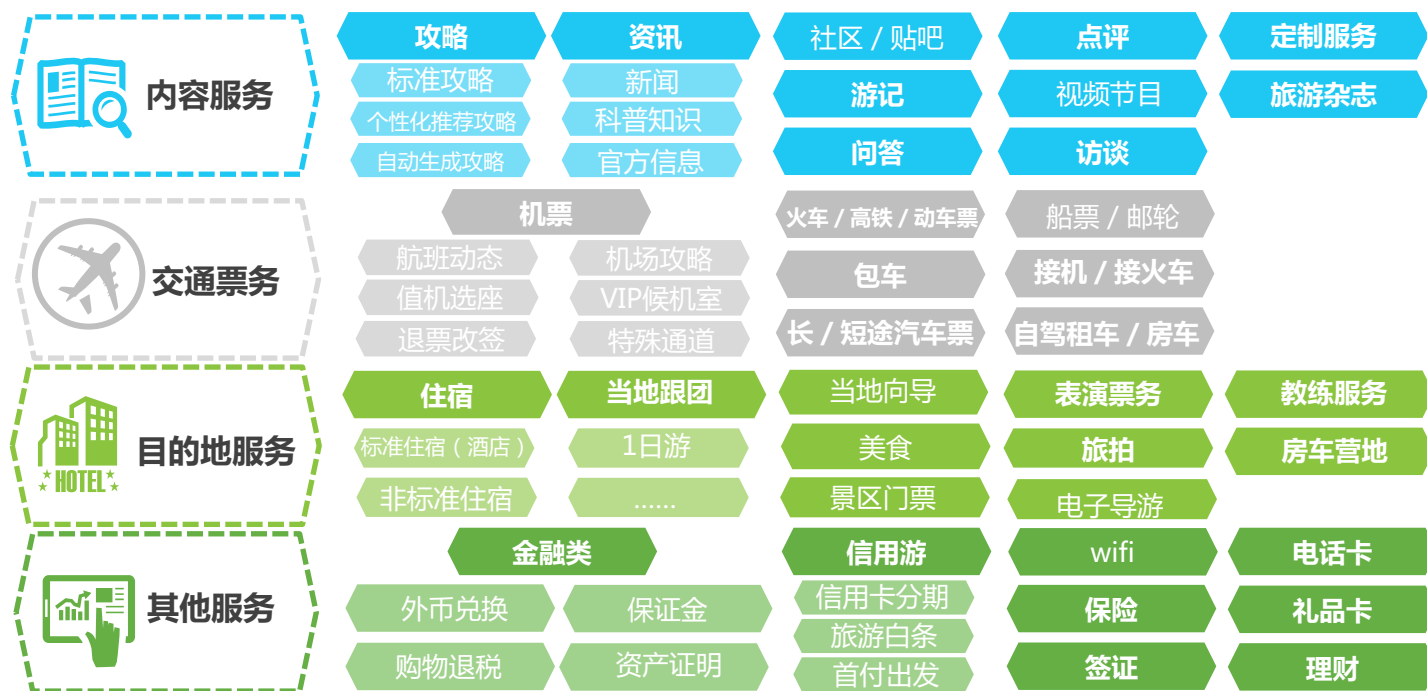 内容服务
攻略
资讯
社区 / 贴吧
点评
定制服务
标准攻略
新闻
游记
视频节目
旅游杂志
个性化推荐攻略
科普知识
自动生成攻略
官方信息
问答
访谈
交通票务
机票
火车 / 高铁 / 动车票
船票 / 邮轮
航班动态
机场攻略
包车
接机 / 接火车
值机选座
VIP候机室
退票改签
特殊通道
长 / 短途汽车票
自驾租车 / 房车
目的地服务
HOTEL
住宿
当地跟团
当地向导
表演票务
教练服务
标准住宿（酒店）
1日游
美食
旅拍
房车营地
非标准住宿
......
景区门票
电子导游
其他服务
金融类
信用游
wifi
电话卡
外币兑换
保证金
信用卡分期
保险
礼品卡
旅游白条
购物退税
资产证明
首付出发
签证
理财